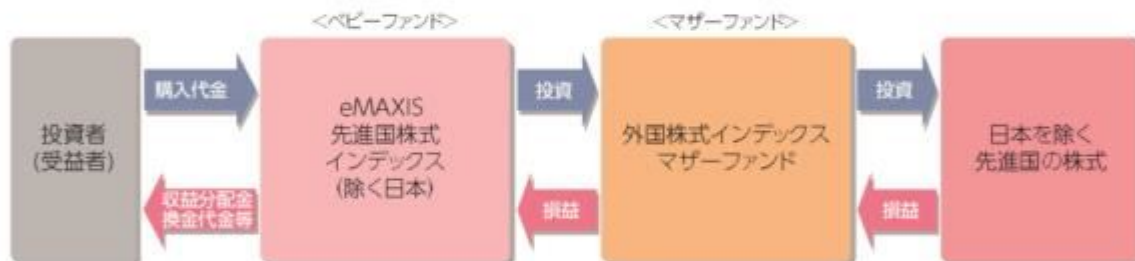 <ベビーファンド>
<マザーファンド>
投資者
(受益者)
購入代金
収益分配金
換金代金等
eMAXIS
先進国株式
インデックス
(除く日本)
投資
損益
外国株式インデックス
マザーファンド
投資
損益
日本を除く
先進国の株式